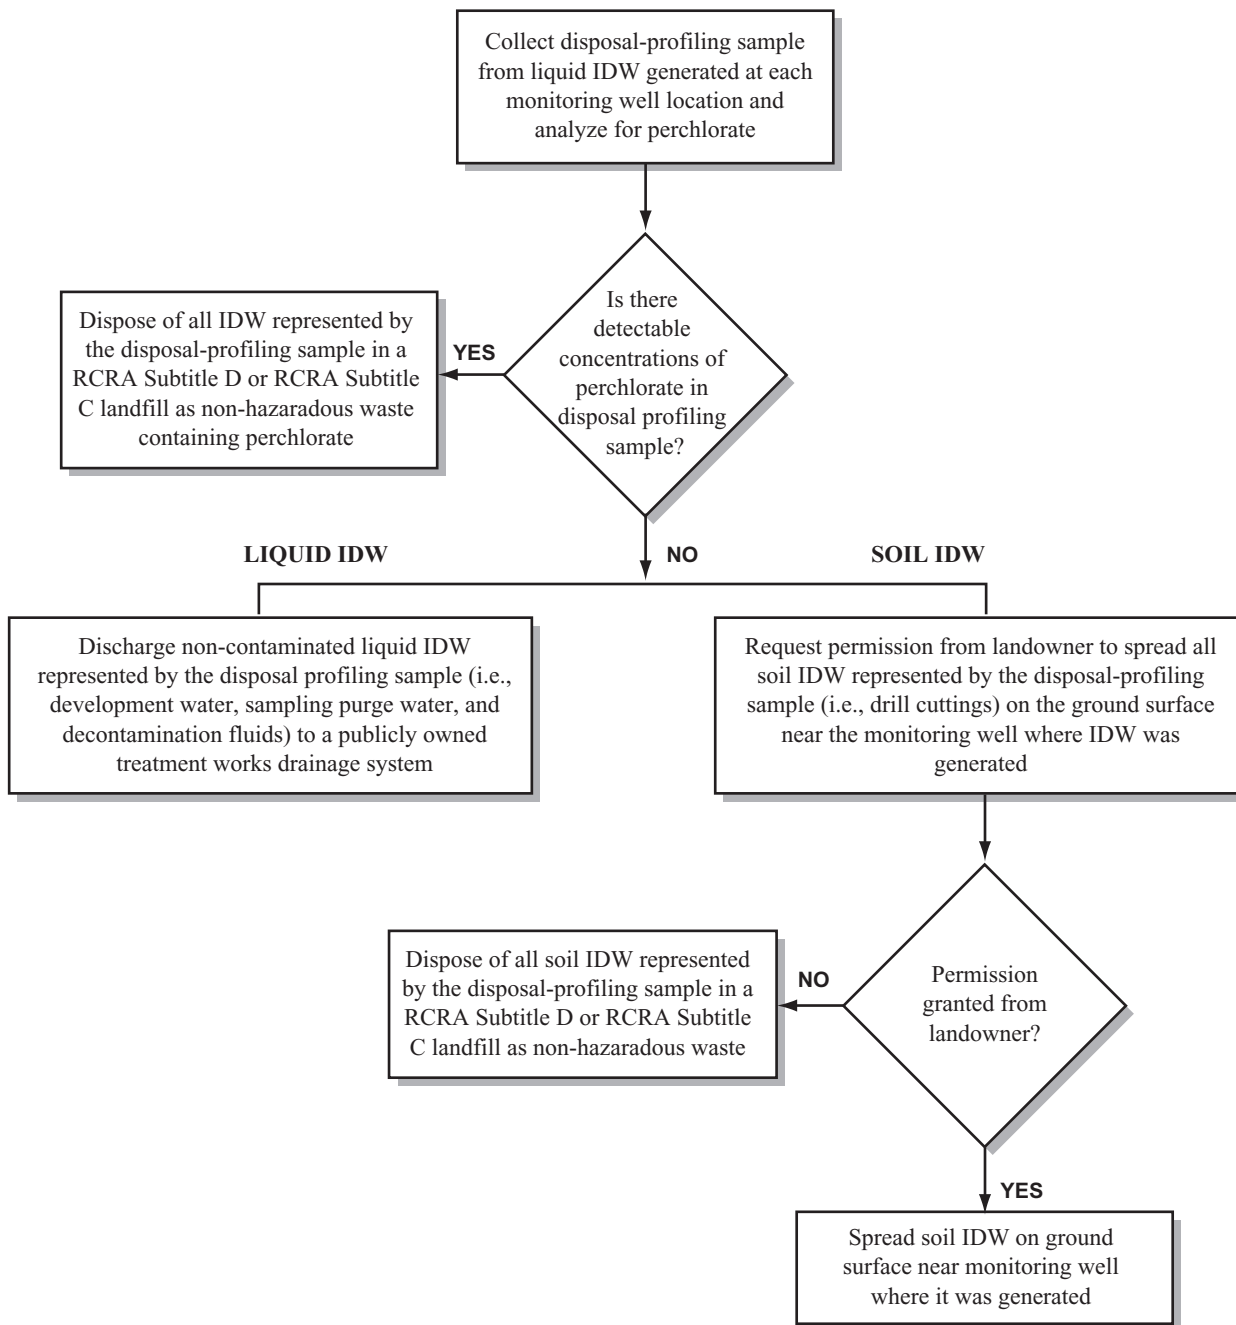 Collect disposal-profiling sample
from liquid IDW generated at each
monitoring well location and
analyze for perchlorate
Is there
detectable
concentrations of
perchlorate in
disposal profiling
sample?
YES
Dispose of all IDW represented by
the disposal-profiling sample in a
RCRA Subtitle D or RCRA Subtitle
C landfill as non-hazaradous waste
containing perchlorate
NO
LIQUID IDW
SOIL IDW
Discharge non-contaminated liquid IDW
represented by the disposal profiling sample (i.e.,
development water, sampling purge water, and
decontamination fluids) to a publicly owned
treatment works drainage system
Request permission from landowner to spread all
soil IDW represented by the disposal-profiling
sample (i.e., drill cuttings) on the ground surface
near the monitoring well where IDW was
generated
Permission
granted from
landowner?
NO
Dispose of all soil IDW represented
by the disposal-profiling sample in a
RCRA Subtitle D or RCRA Subtitle
C landfill as non-hazaradous waste
YES
Spread soil IDW on ground
surface near monitoring well
where it was generated